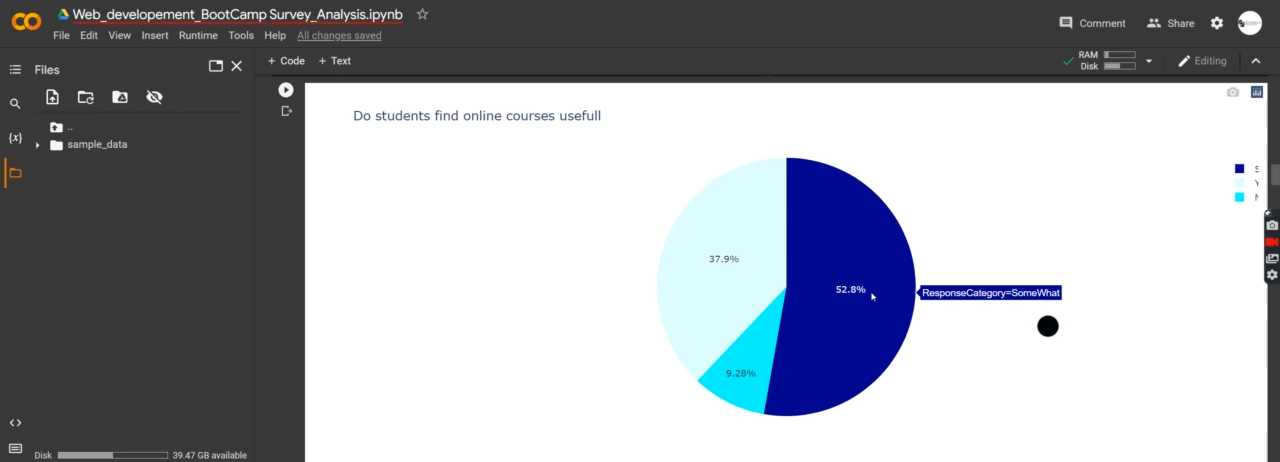 Web_developement_BootCamp Survey_Analysis.ipynb
File Edit View Insert Runtime Tools Help All changes saved
Comment
Share
Files
+ Code + Text
RAM
Disk
Editing
..
sample_data
{x}
Do students find online courses usefull
S
Y
37.9%
52.8%
ResponseCategory=SomeWhat
9.28%
Disk 39.47 GB available